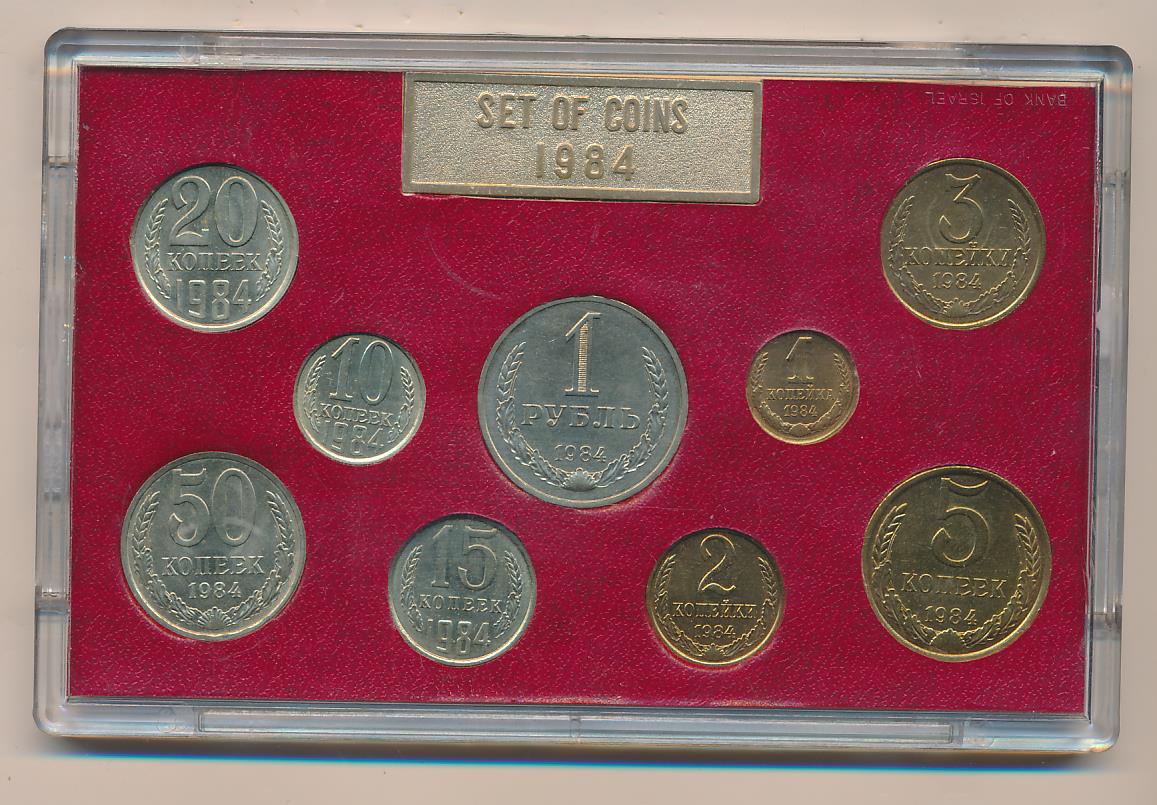 SET OF COINS
1984
BANK OF ISRAEL
20
КОПЕЕК
1984
3
КОПЕЙКИ
1984
10
КОПЕЕК
1984
1
РУБЛЬ
1984
1
КОПЕЙКА
1984
50
КОПЕЕК
1984
15
КОПЕЕК
1984
2
КОПЕЙКИ
1984
5
КОПЕЕК
1984